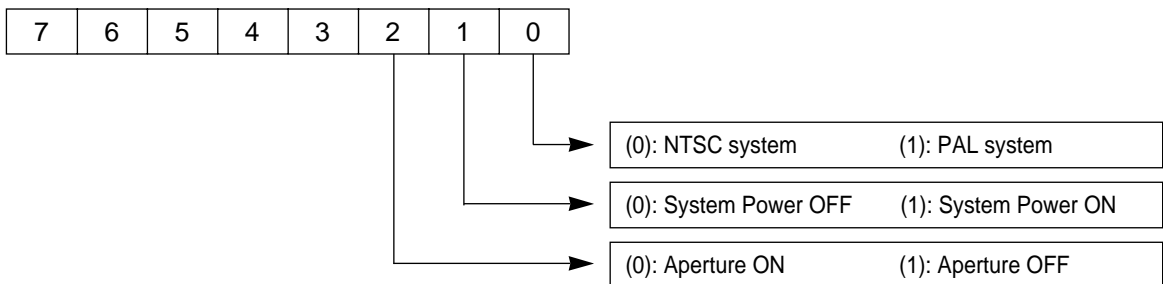 7 6 5 4 3 2 1 0
(0): NTSC system (1): PAL system
(0): System Power OFF (1): System Power ON
(0): Aperture ON (1): Aperture OFF